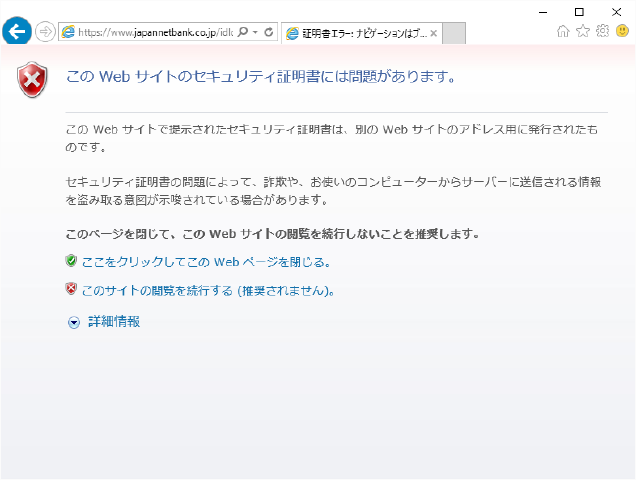 https://www.japannetbank.co.jp/idk
証明書エラー: ナビゲーションはブ...
この Web サイトのセキュリティ証明書には問題があります。
この Web サイトで提示されたセキュリティ証明書は、別の Web サイトのアドレス用に発行されたも
のです。
セキュリティ証明書の問題によって、詐欺や、お使いのコンピューターからサーバーに送信される情報
を盗み取る意図が示唆されている場合があります。
このページを閉じて、この Web サイトの閲覧を続行しないことを推奨します。
ここをクリックしてこの Web ページを閉じる。
このサイトの閲覧を続行する (推奨されません)。
詳細情報